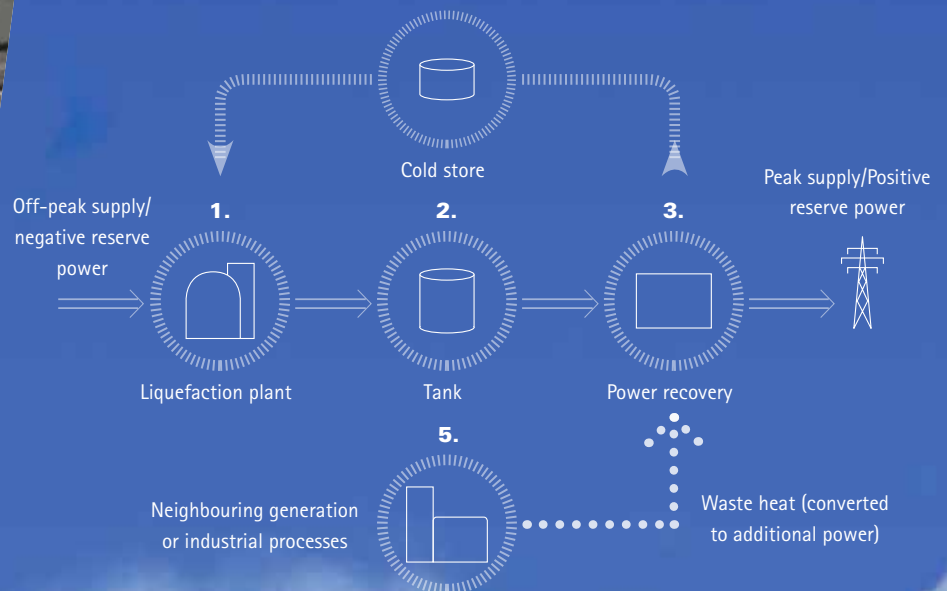 Cold store
Peak supply/Positive
reserve power
Off-peak supply/
negative reserve
power
1.
2.
3.
Liquefaction plant
Tank
Power recovery
5.
Neighbouring generation
or industrial processes
Waste heat (converted
to additional power)